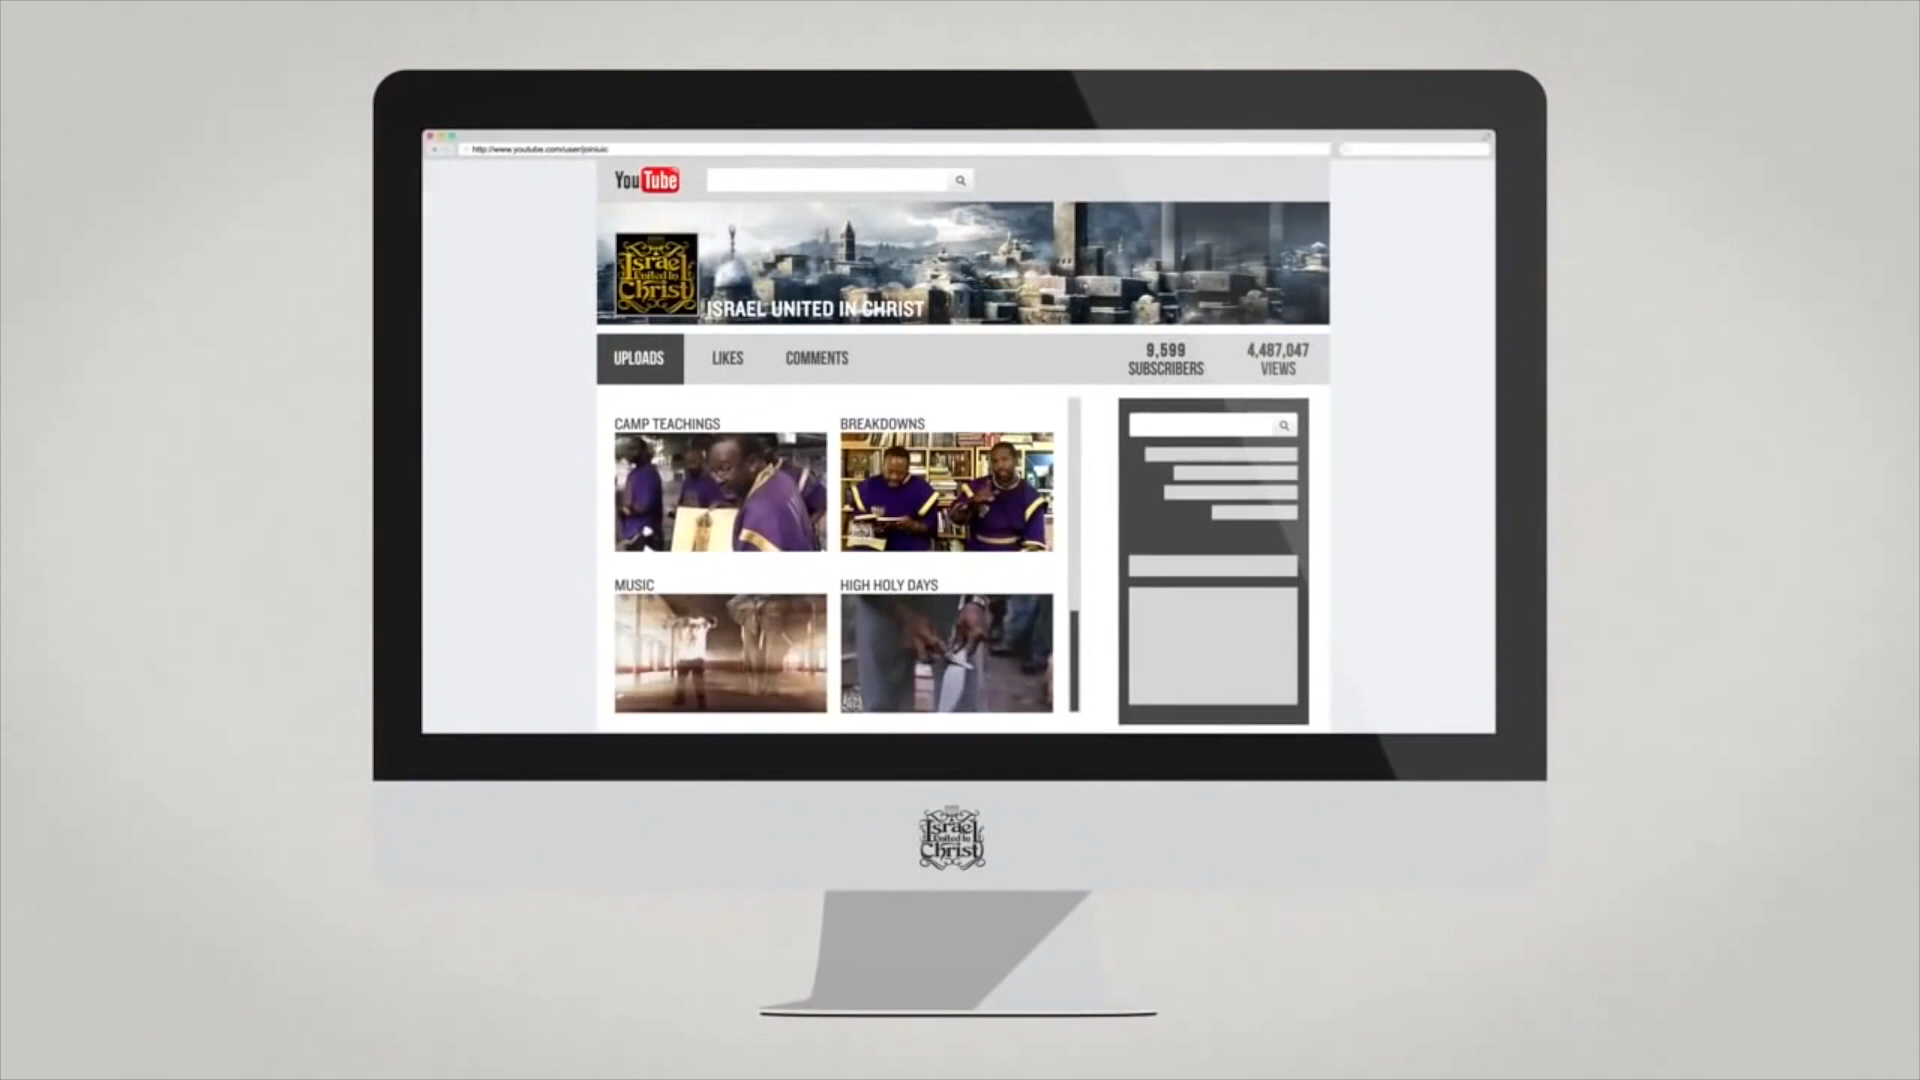 http://www.youtube.com/user/joiniuic
YouTube
Israel
United In
Christ
ISRAEL UNITED IN CHRIST
UPLOADS
LIKES
COMMENTS
9,599
SUBSCRIBERS
4,487,047
VIEWS
CAMP TEACHINGS
BREAKDOWNS
MUSIC
HIGH HOLY DAYS
Israel
United In
Christ